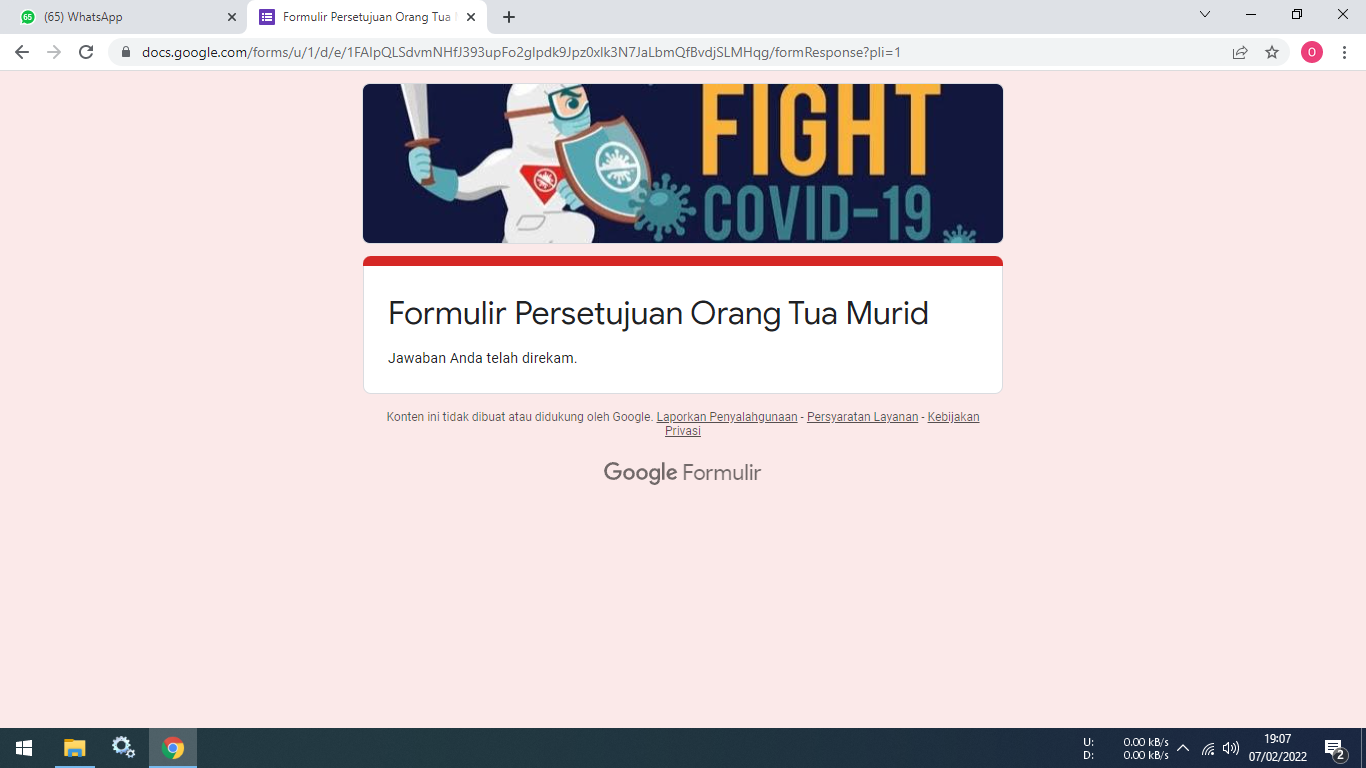 (65) WhatsApp
Formulir Persetujuan Orang Tua
docs.google.com/forms/u/1/d/e/1FAIpQLSdvmNHfJ393upFo2gIpdk9Jpz0xIk3N7JaLbmQfBvdjSLMHqg/formResponse?pli=1
O
FIGHT
COVID-19
Formulir Persetujuan Orang Tua Murid
Jawaban Anda telah direkam.
Konten ini tidak dibuat atau didukung oleh Google. Laporkan Penyalahgunaan - Persyaratan Layanan - Kebijakan
Privasi
Google Formulir
U: 0.00 kB/s
D: 0.00 kB/s
19:07
07/02/2022
2